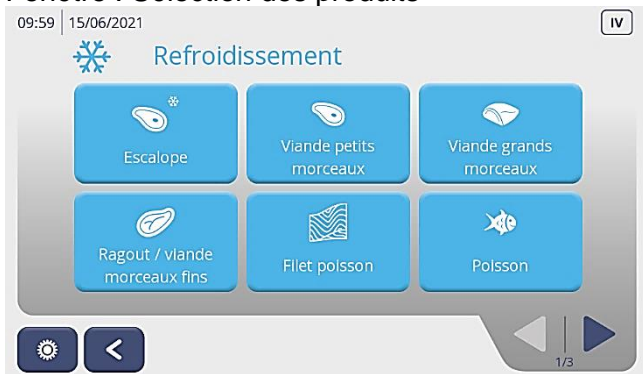 Fenêtre : Sélection des produits
09:59 15/06/2021
IV
Refroidissement
Escalope
Viande petits
morceaux
Viande grands
morceaux
Ragout / viande
morceaux fins
Filet poisson
Poisson
1/3